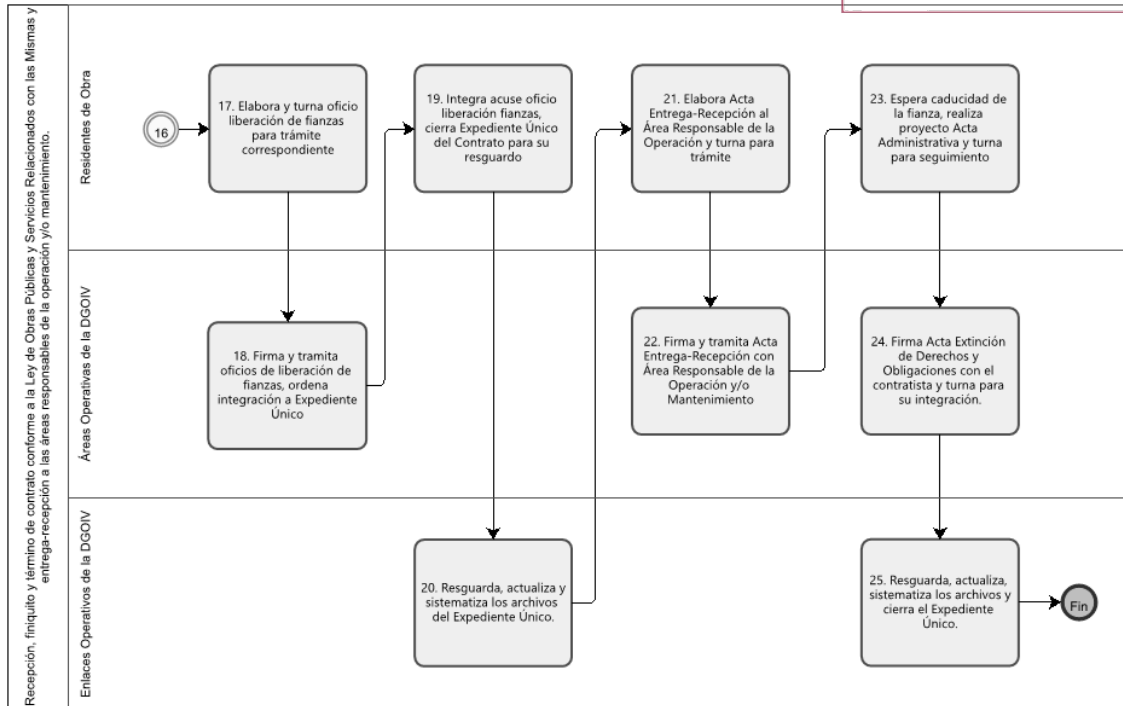 Recepción, finiquito y término de contrato conforme a la Ley de Obras Públicas y Servicios Relacionados con las Mismas y
entrega-recepción a las áreas responsables de la operación y/o mantenimiento.
Residentes de Obra
16
17. Elabora y turna oficio
liberación de fianzas
para trámite
correspondiente
19. Integra acuse oficio
liberación fianzas,
cierra Expediente Único
del Contrato para su
resguardo
21. Elabora Acta
Entrega-Recepción al
Área Responsable de la
Operación y turna para
trámite
23. Espera caducidad de
la fianza, realiza
proyecto Acta
Administrativa y turna
para seguimiento
Áreas Operativas de la DGOIV
18. Firma y tramita
oficios de liberación de
fianzas, ordena
integración a Expediente
Único
22. Firma y tramita Acta
Entrega-Recepción con
Área Responsable de la
Operación y/o
Mantenimiento
24. Firma Acta Extinción
de Derechos y
Obligaciones con el
contratista y turna para
su integración.
Enlaces Operativos de la DGOIV
20. Resguarda, actualiza y
sistematiza los archivos
del Expediente Único.
25. Resguarda, actualiza,
sistematiza los archivos y
cierra el Expediente
Único.
Fin